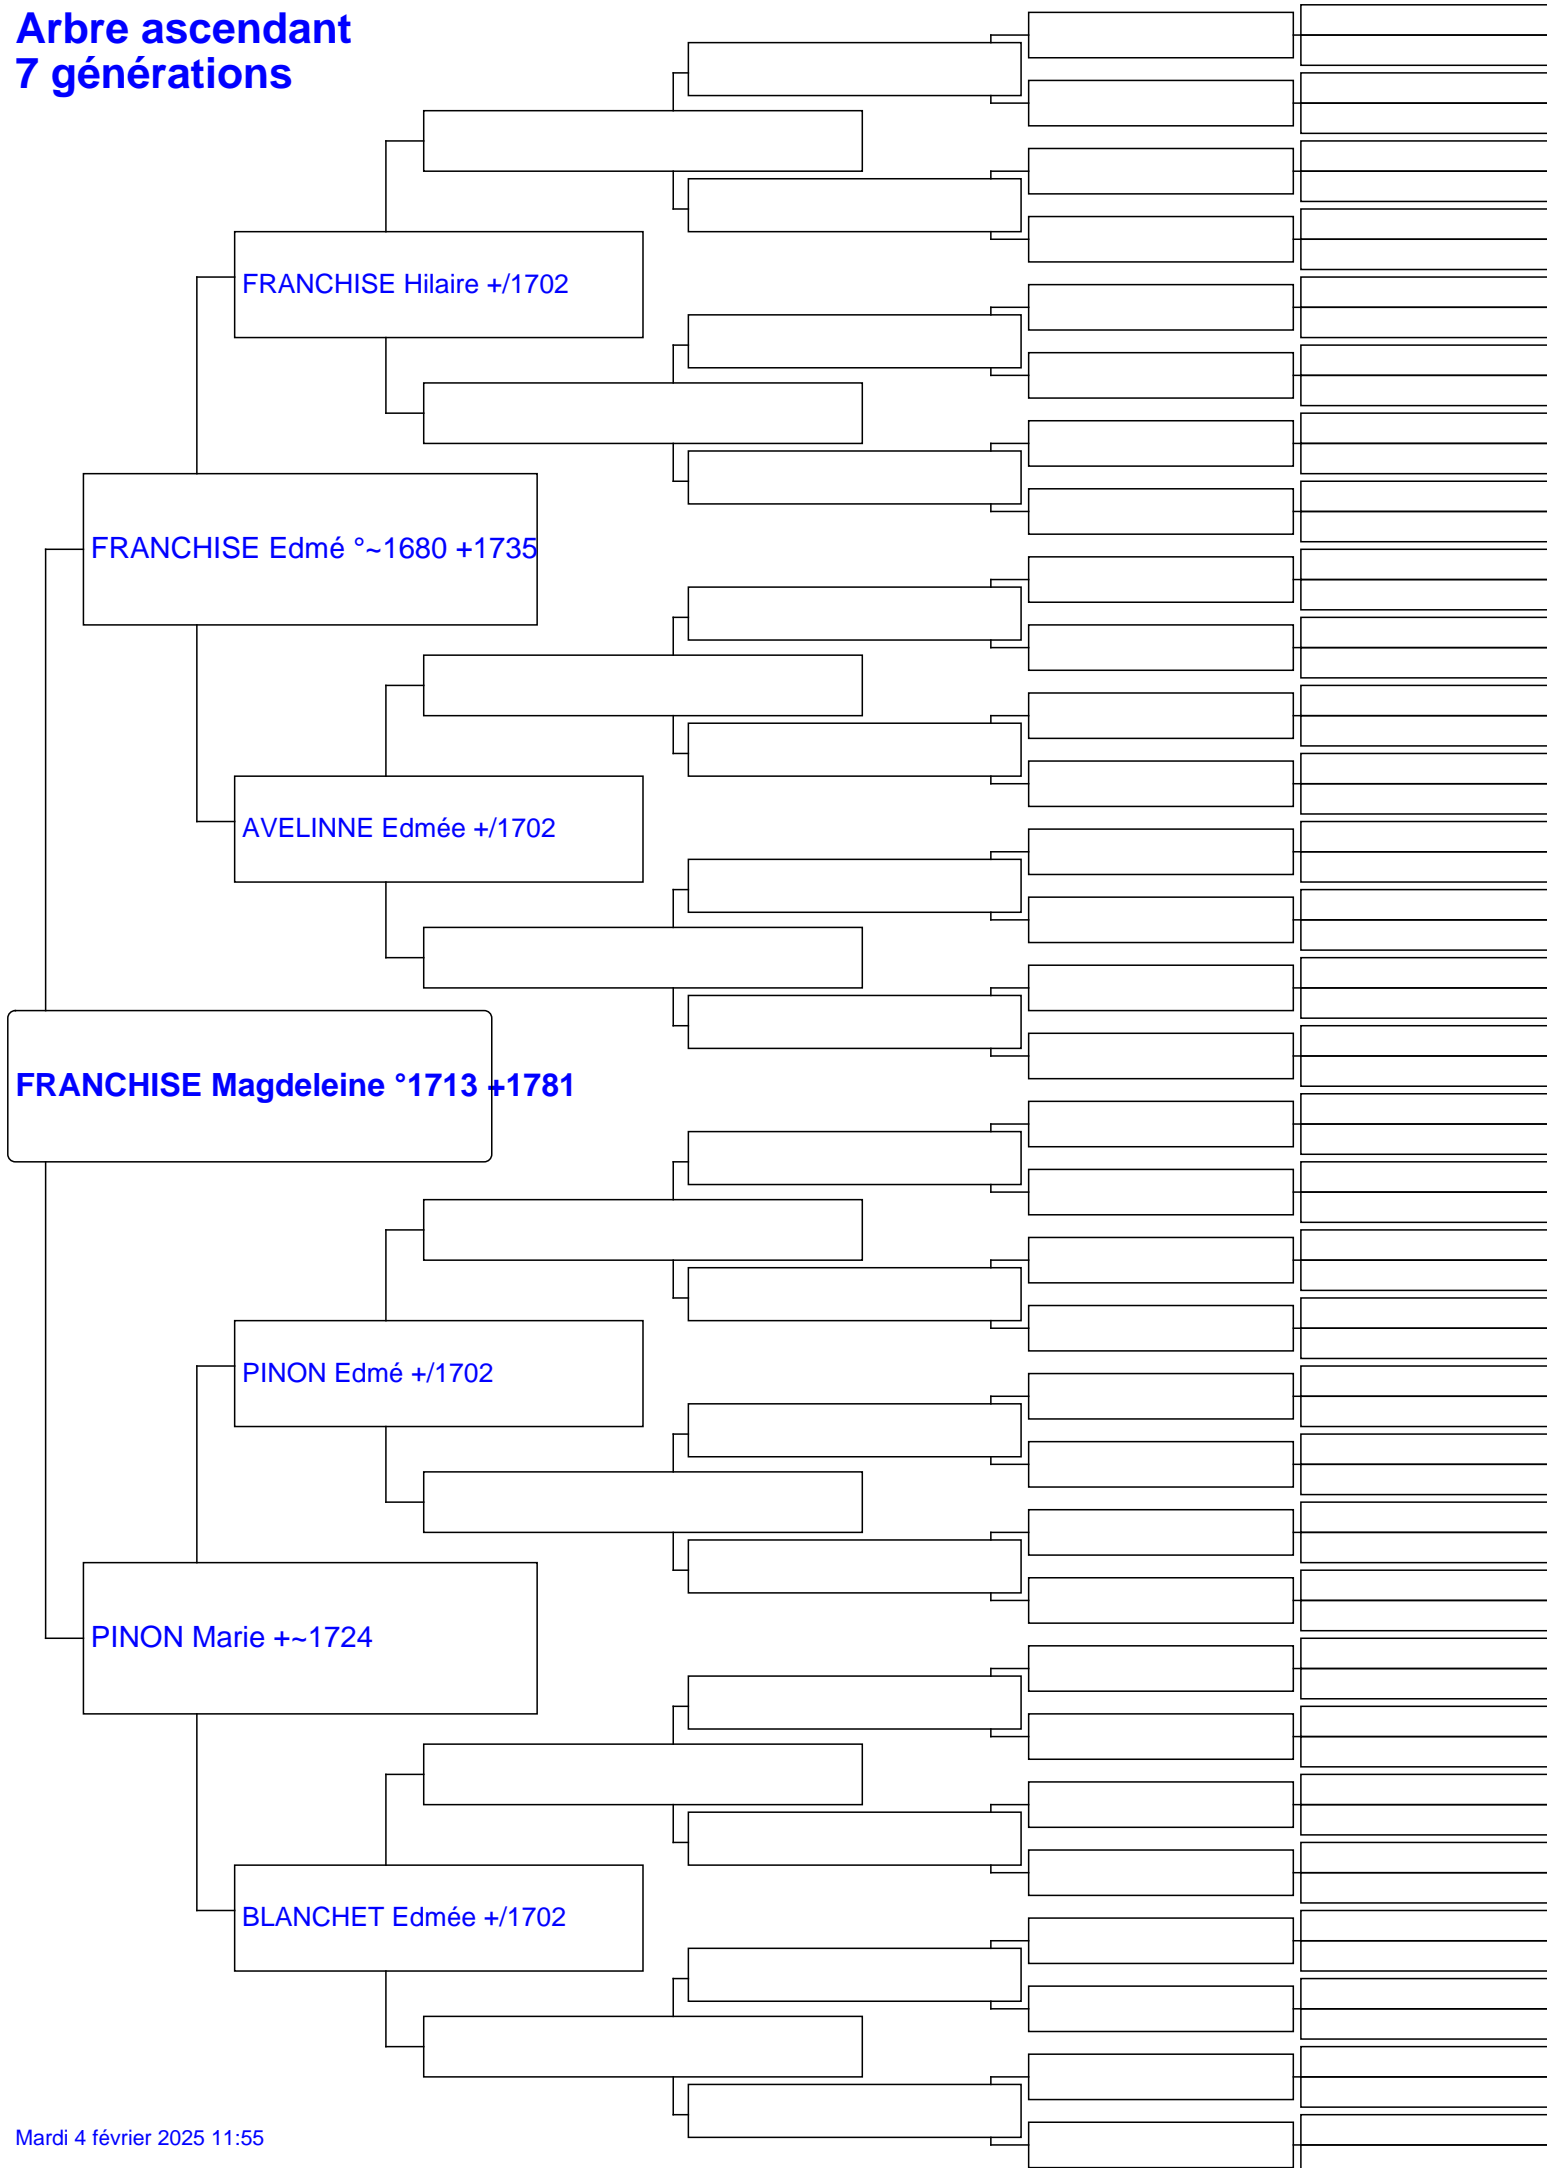 Arbre ascendant
7 générations
FRANCHISE Hilaire +/1702
FRANCHISE Edmé °~1680 +1735
AVELINNE Edmée +/1702
FRANCHISE Magdeleine °1713 +1781
PINON Edmé +/1702
PINON Marie +~1724
BLANCHET Edmée +/1702
Mardi 4 février 2025 11:55